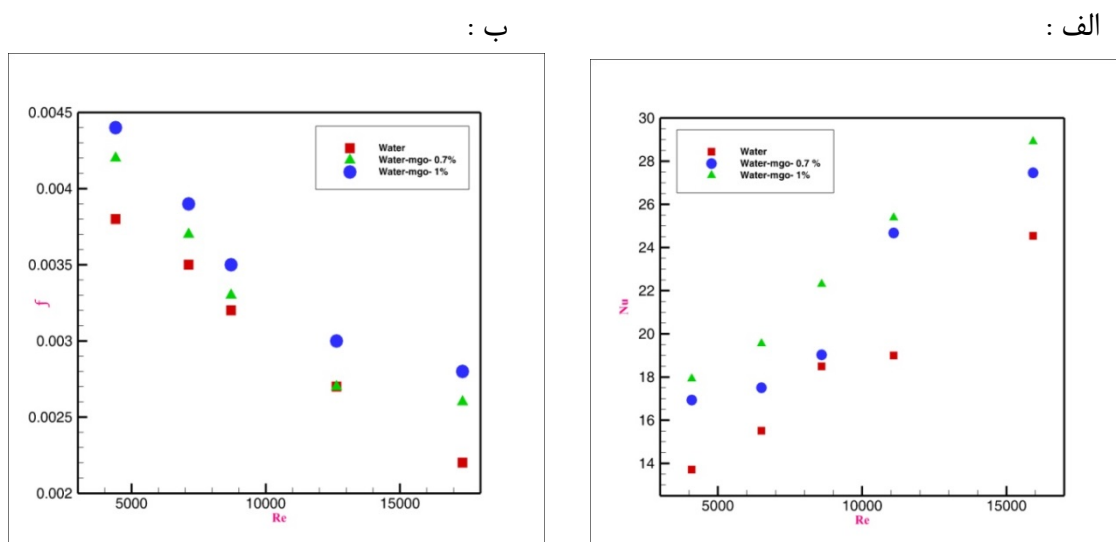 الف :
ب :
30
28
26
24
22
20
18
16
14
Nu
5000 10000 15000
Re
Water
Water-mgo- 0.7 %
Water-mgo- 1%
0.0045
0.004
0.0035
0.003
0.0025
0.002
f
5000 10000 15000
Re
Water
Water-mgo- 0.7%
Water-mgo- 1%